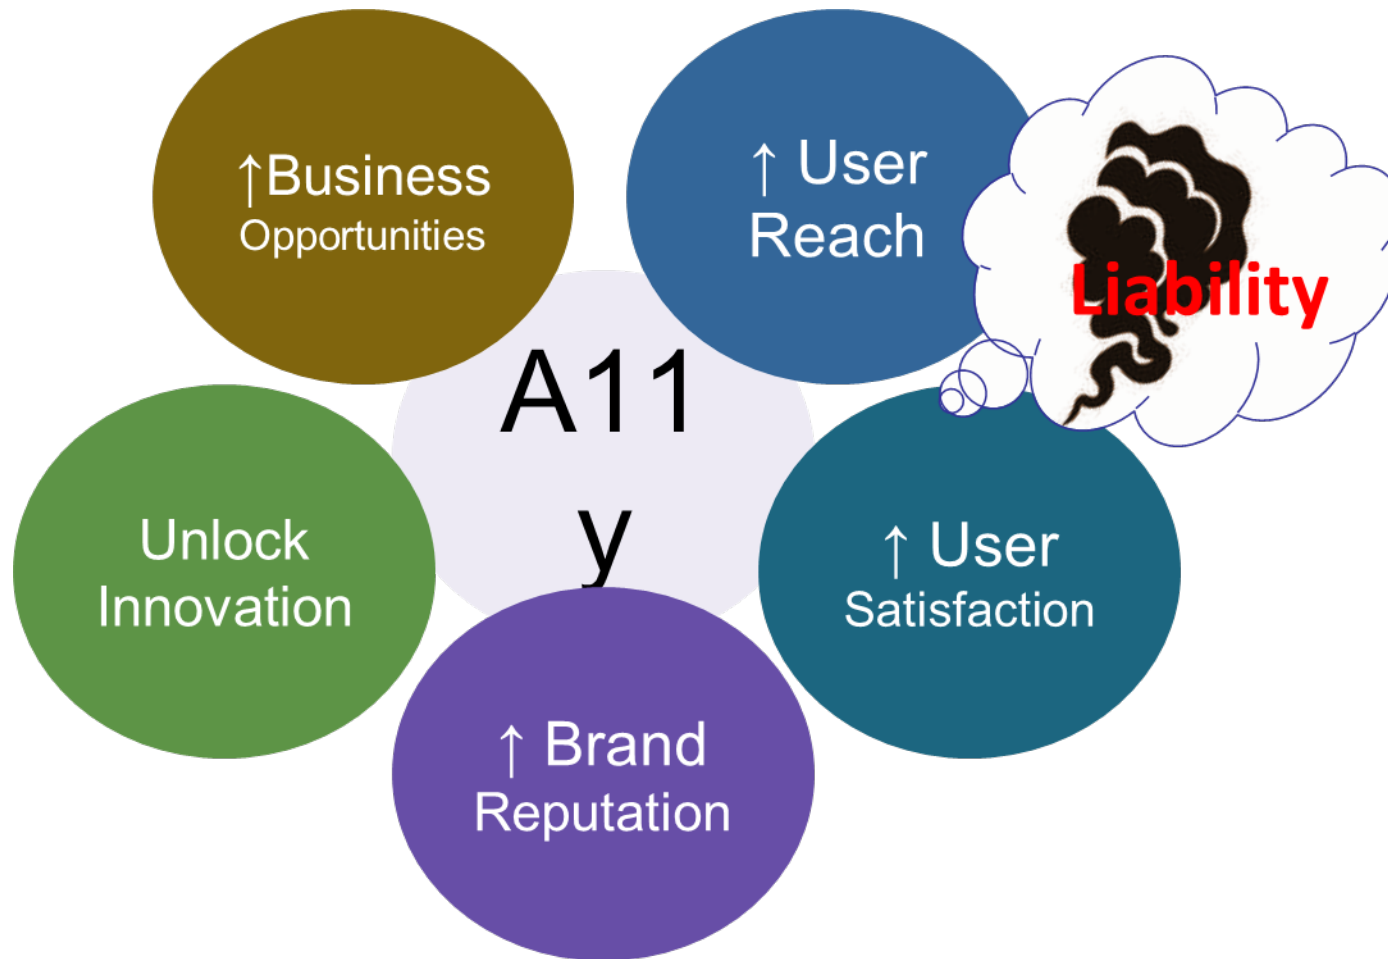 ↑Business
Opportunities
↑ User
Reach
Liability
A11
y
Unlock
Innovation
↑ User
Satisfaction
↑ Brand
Reputation